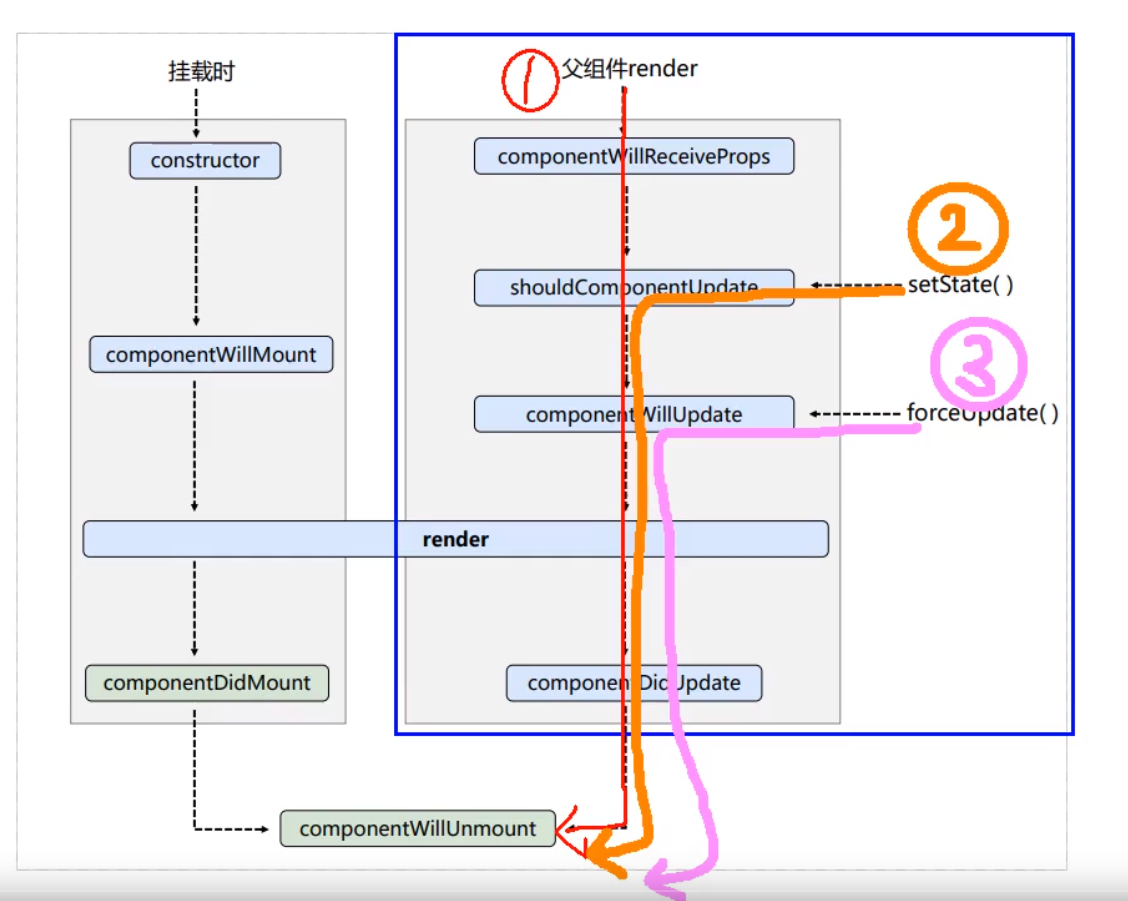 挂载时
constructor
componentWillMount
render
componentDidMount
componentWillUnmount
① 父组件render
componentWillReceiveProps
shouldComponentUpdate
② setState( )
componentWillUpdate
③ forceUpdate( )
componentDidUpdate